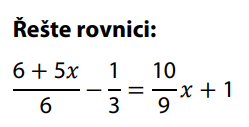 Řešte rovnici:
(6 + 5x)/6 − 1/3 = 10/9 x + 1